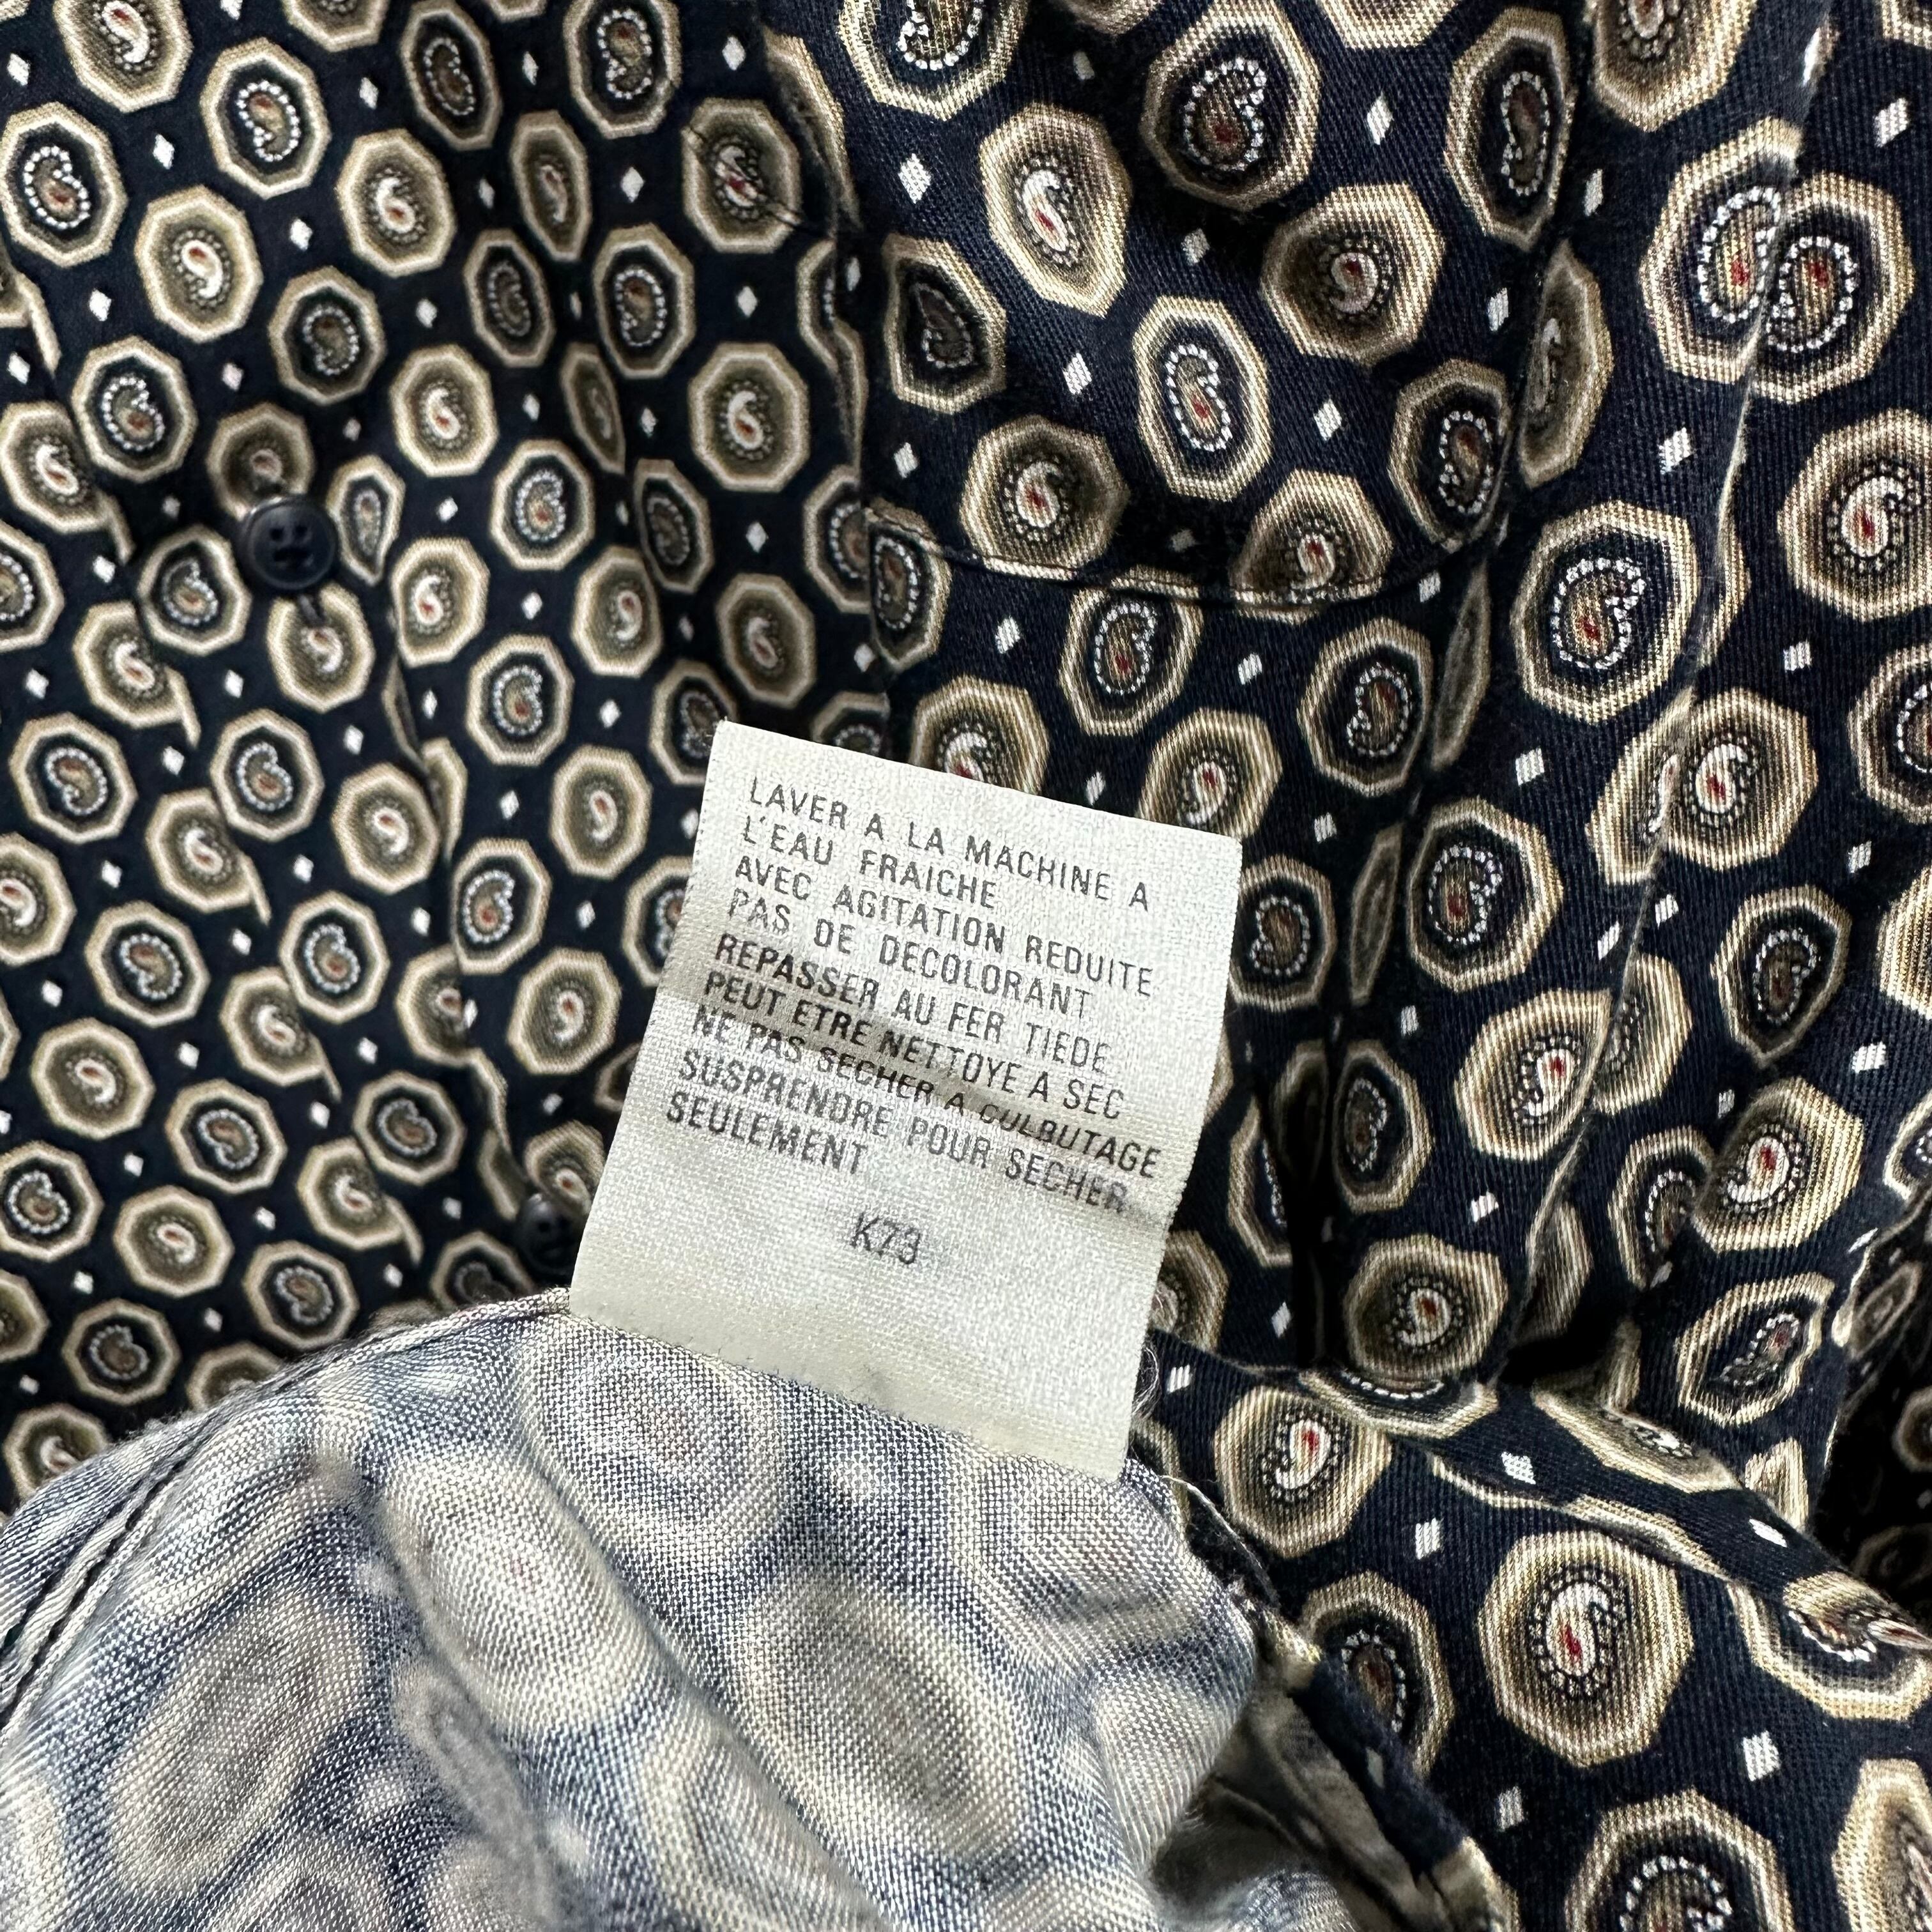 LAVER A LA MACHINE A
L'EAU FRAICHE
AVEC AGITATION REDUITE
PAS DE DECOLORANT
REPASSER AU FER TIEDE
PEUT ETRE NETTOYE A SEC
NE PAS SECHER A CULBUTAGE
SUSPRENDRE POUR SECHER
SEULEMENT
K73